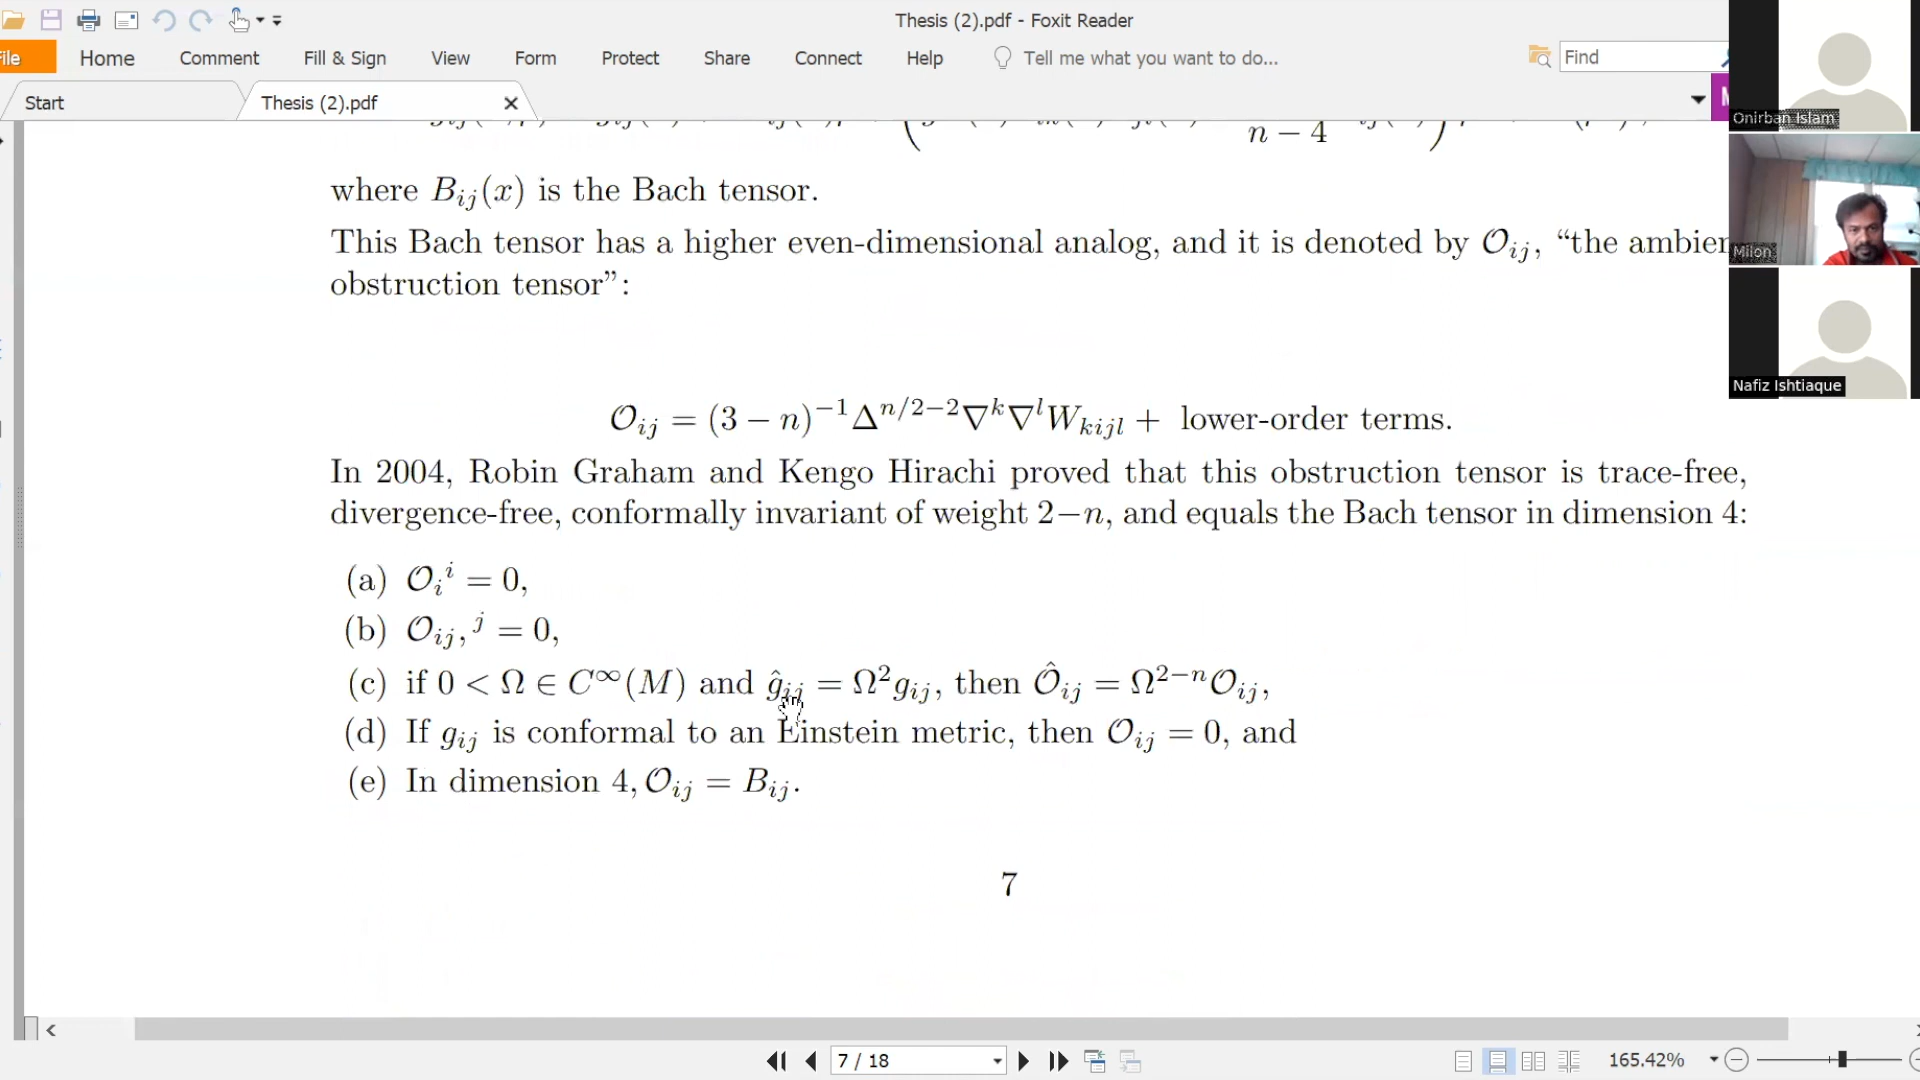 Thesis (2).pdf - Foxit Reader
File Home Comment Fill & Sign View Form Protect Share Connect Help Tell me what you want to do... Find
Start Thesis (2).pdf
n − 4
where B_{ij}(x) is the Bach tensor.
This Bach tensor has a higher even-dimensional analog, and it is denoted by 𝒪_{ij}, “the ambien
obstruction tensor”:
𝒪_{ij} = (3 − n)^{−1} Δ^{n/2−2} ∇^k ∇^l W_{kijl} + lower-order terms.
In 2004, Robin Graham and Kengo Hirachi proved that this obstruction tensor is trace-free,
divergence-free, conformally invariant of weight 2−n, and equals the Bach tensor in dimension 4:
(a) 𝒪_i^i = 0,
(b) 𝒪_{ij},^j = 0,
(c) if 0 < Ω ∈ C^∞(M) and ĝ_{ij} = Ω^2 g_{ij}, then 𝒪̂_{ij} = Ω^{2−n} 𝒪_{ij},
(d) If g_{ij} is conformal to an Einstein metric, then 𝒪_{ij} = 0, and
(e) In dimension 4, 𝒪_{ij} = B_{ij}.
7
7 / 18
165.42%
Onirban Islam
Milon
Nafiz Ishtiaque